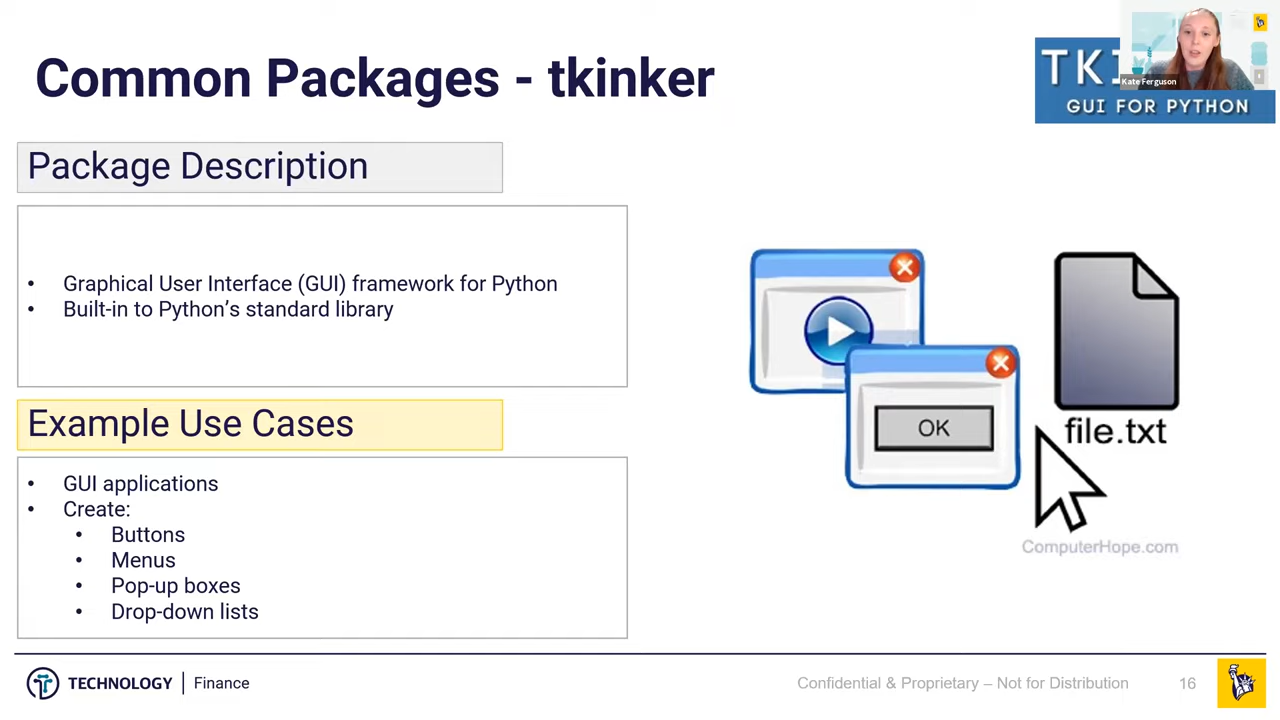 Common Packages - tkinker
Kate Ferguson
GUI FOR PYTHON
Package Description
• Graphical User Interface (GUI) framework for Python
• Built-in to Python’s standard library
Example Use Cases
• GUI applications
• Create:
• Buttons
• Menus
• Pop-up boxes
• Drop-down lists
OK
file.txt
ComputerHope.com
TECHNOLOGY | Finance
Confidential & Proprietary – Not for Distribution
16